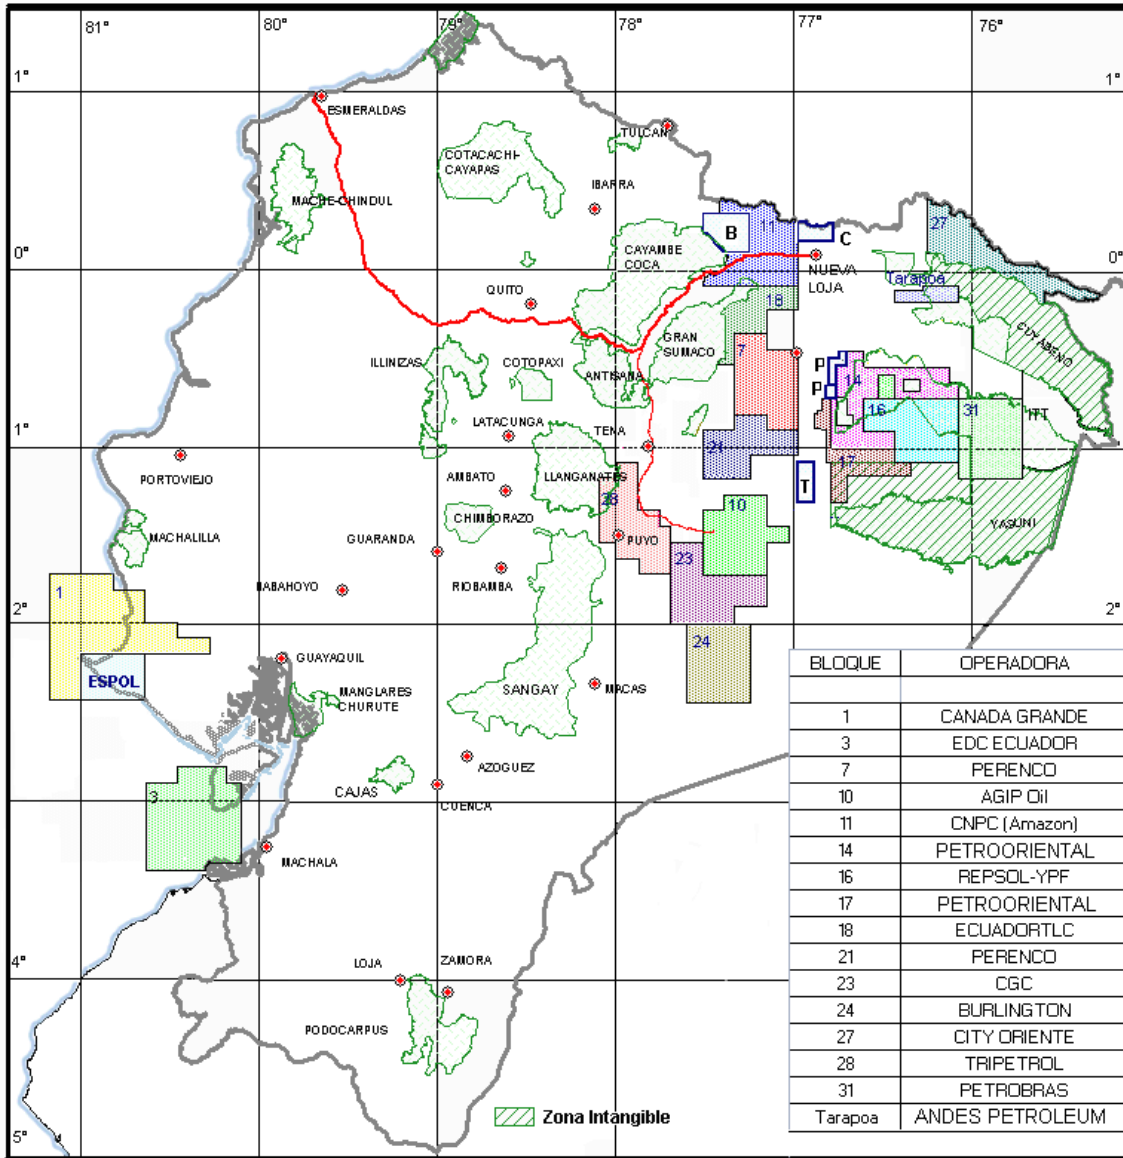 81°
80
79°
78°
77°
76°
1°
1°
ESMERALDAS
TULCAN
COTACACHI-
CAYAPAS
IBARRA
MACHE-CHINDUL
11
B
C
27
CAYAMBE
COCA
0°
0°
NUEVA
LOJA
Tarapoa
QUITO
18
GRAN
SUMACO
CUYABENO
ILLINIZAS
COTOPAXI
ANTISANA
7
P
P
14
16
31
ITT
LATACUNGA
TENA
21
1°
1°
PORTOVIEJO
AMBATO
LLANGANATES
17
T
28
10
CHIMBORAZO
YASUNI
MACHALILLA
GUARANDA
PUYO
23
1
BABAHOYO
RIOBAMBA
2°
2°
24
GUAYAQUIL
ESPOL
MANGLARES
CHURUTE
SANGAY
MACAS
AZOGUEZ
CAJAS
CUENCA
3
MACHALA
4°
LOJA
ZAMORA
PODOCARPUS
5°
Zona Intangible
BLOQUE OPERADORA
1 CANADA GRANDE
3 EDC ECUADOR
7 PERENCO
10 AGIP Oil
11 CNPC (Amazon)
14 PETROORIENTAL
16 REPSOL-YPF
17 PETROORIENTAL
18 ECUADORTLC
21 PERENCO
23 CGC
24 BURLINGTON
27 CITY ORIENTE
28 TRIPETROL
31 PETROBRAS
Tarapoa ANDES PETROLEUM